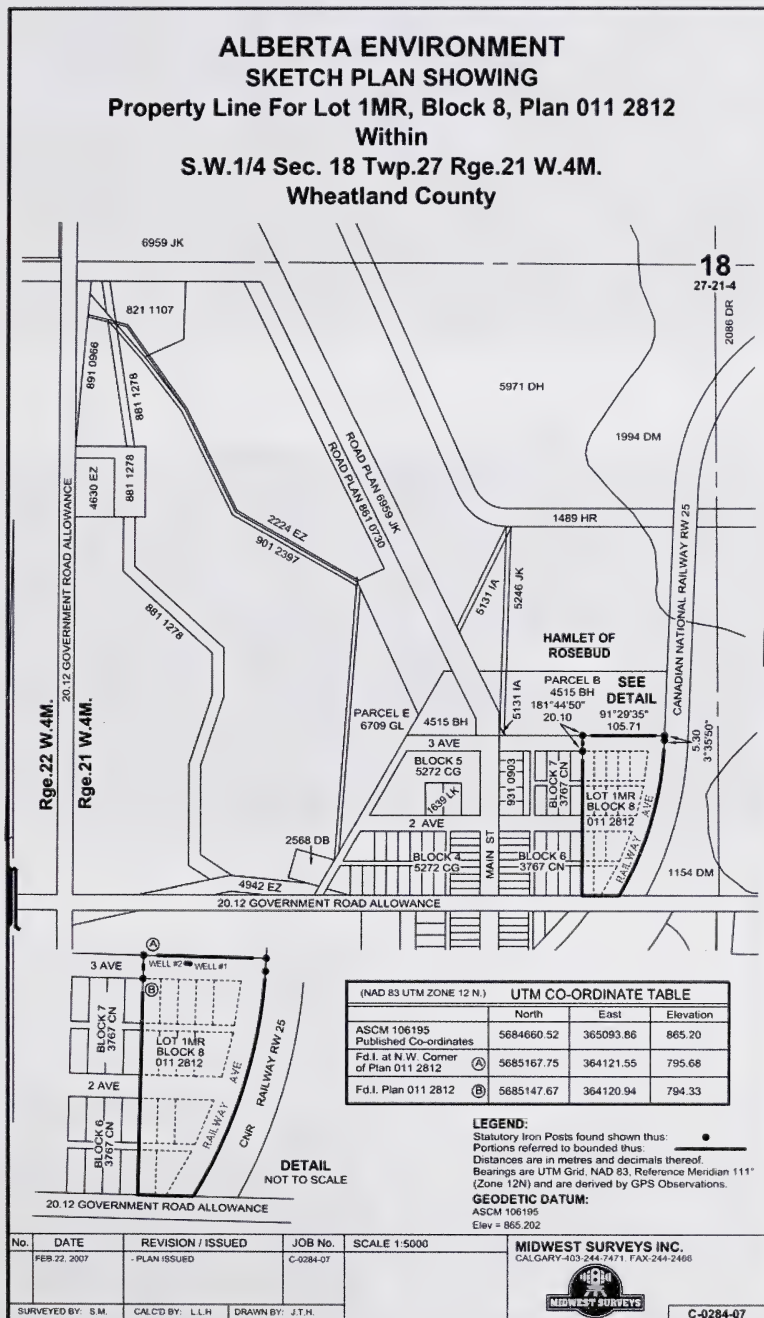 ALBERTA ENVIRONMENT
SKETCH PLAN SHOWING
Property Line For Lot 1MR, Block 8, Plan 011 2812
Within
S.W.1/4 Sec. 18 Twp.27 Rge.21 W.4M.
Wheatland County
6959 JK
18
27-21-4
821 1107
2086 DR
891 0966
881 1278
5971 DH
1994 DM
ROAD PLAN 6959 JK
ROAD PLAN 861 0730
4630 EZ
881 1278
2224 EZ
901 2397
1489 HR
CANADIAN NATIONAL RAILWAY RW 25
20.12 GOVERNMENT ROAD ALLOWANCE
881 1278
5131 IA
5246 JK
HAMLET OF
ROSEBUD
PARCEL B
4515 BH
SEE
DETAIL
181°44'50"
20.10
91°29'35"
105.71
5.30
3°35'50"
Rge.22 W.4M.
Rge.21 W.4M.
PARCEL E
6709 GL
4515 BH
5131 IA
3 AVE
BLOCK 5
5272 CG
1639 LK
931 0903
BLOCK 7
3767 CN
LOT 1MR
BLOCK 8
011 2812
RAILWAY AVE
2 AVE
2568 DB
MAIN ST
BLOCK 4
5272 CG
BLOCK 6
3767 CN
1154 DM
4942 EZ
20.12 GOVERNMENT ROAD ALLOWANCE
A
3 AVE
WELL #2
WELL #1
B
BLOCK 7
3767 CN
LOT 1MR
BLOCK 8
011 2812
2 AVE
RAILWAY AVE
CNR RAILWAY RW 25
BLOCK 6
3767 CN
DETAIL
NOT TO SCALE
20.12 GOVERNMENT ROAD ALLOWANCE
(NAD 83 UTM ZONE 12 N.) UTM CO-ORDINATE TABLE
North East Elevation
ASCM 106195
Published Co-ordinates 5684660.52 365093.86 865.20
Fd.I. at N.W. Corner
of Plan 011 2812 A 5685167.75 364121.55 795.68
Fd.I. Plan 011 2812 B 5685147.67 364120.94 794.33
LEGEND:
Statutory Iron Posts found shown thus:
Portions referred to bounded thus:
Distances are in metres and decimals thereof.
Bearings are UTM Grid, NAD 83, Reference Meridian 111°
(Zone 12N) and are derived by GPS Observations.
GEODETIC DATUM:
ASCM 106195
Elev = 865.202
No. DATE REVISION / ISSUED JOB No. SCALE 1:5000
FEB.22, 2007 - PLAN ISSUED C-0284-07
MIDWEST SURVEYS INC.
CALGARY-403-244-7471, FAX-244-2466
MIDWEST SURVEYS
SURVEYED BY: S.M. CALC'D BY: L.L.H DRAWN BY: J.T.H.
C-0284-07